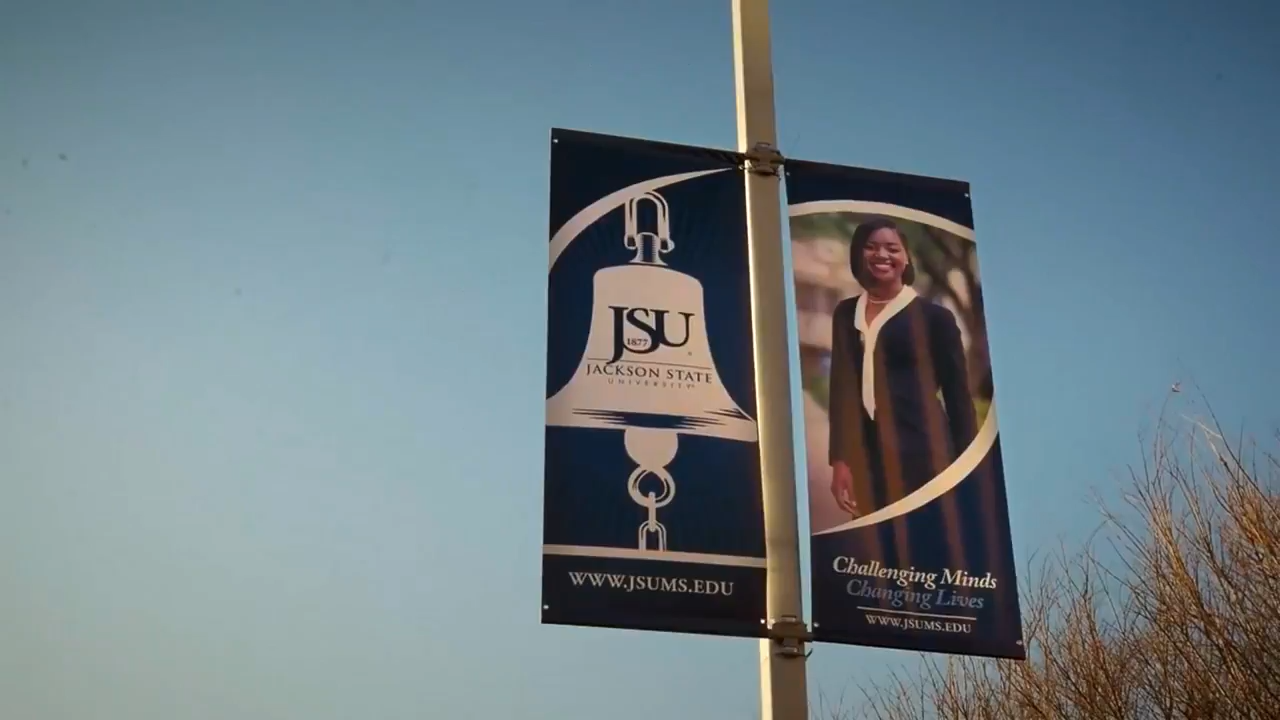 JSU
1877
JACKSON STATE
UNIVERSITY
WWW.JSUMS.EDU
Challenging Minds
Changing Lives
WWW.JSUMS.EDU